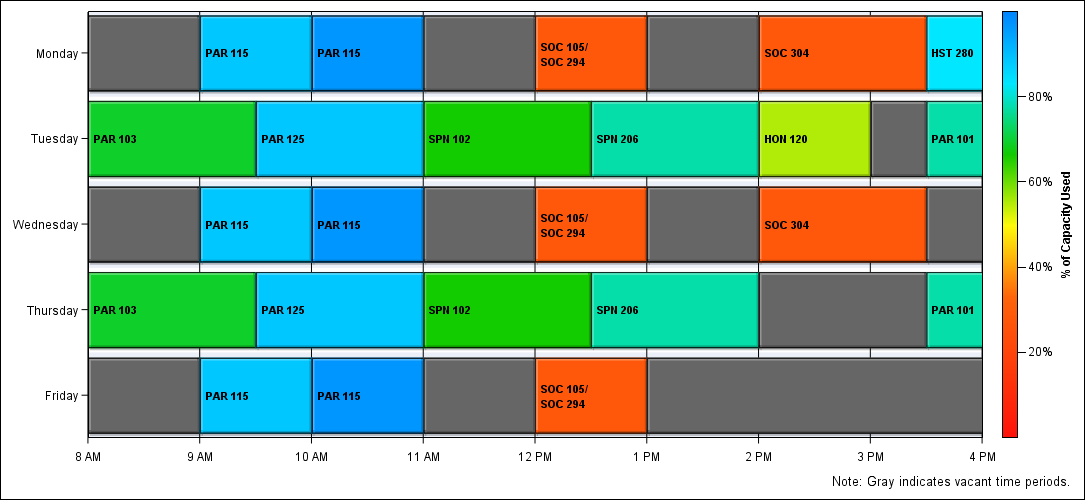 Monday
PAR 115
PAR 115
SOC 105/
SOC 294
SOC 304
HST 280
Tuesday
PAR 103
PAR 125
SPN 102
SPN 206
HON 120
PAR 101
Wednesday
PAR 115
PAR 115
SOC 105/
SOC 294
SOC 304
Thursday
PAR 103
PAR 125
SPN 102
SPN 206
PAR 101
Friday
PAR 115
PAR 115
SOC 105/
SOC 294
8 AM
9 AM
10 AM
11 AM
12 PM
1 PM
2 PM
3 PM
4 PM
80%
60%
40%
20%
% of Capacity Used
Note: Gray indicates vacant time periods.